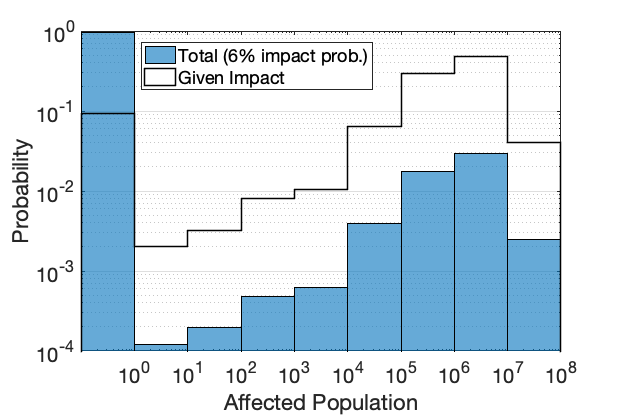 Total (6% impact prob.)
Given Impact
Probability
10^0
10^-1
10^-2
10^-3
10^-4
10^0 10^1 10^2 10^3 10^4 10^5 10^6 10^7 10^8
Affected Population